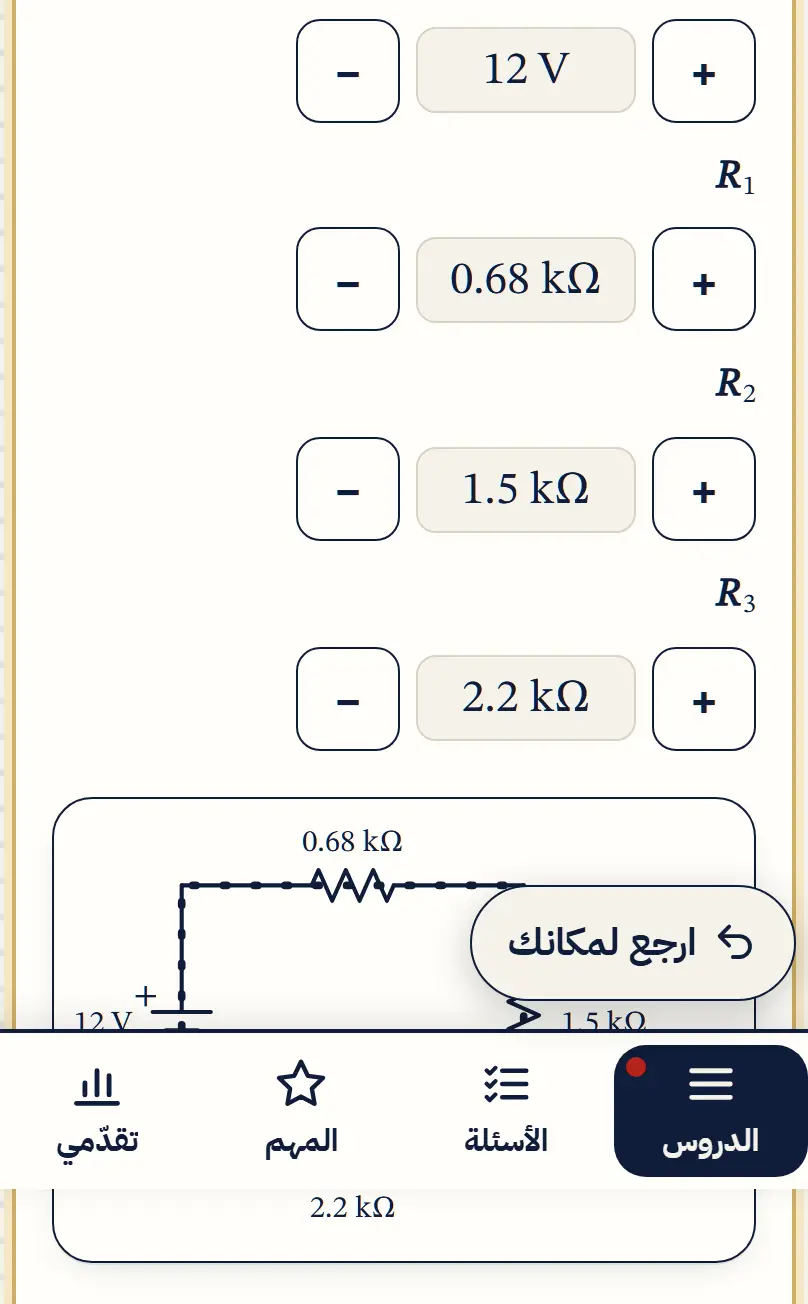 − 12 V +
R₁
− 0.68 kΩ +
R₂
− 1.5 kΩ +
R₃
− 2.2 kΩ +
0.68 kΩ
ارجع لمكانك
+
12 V
1.5 kΩ
الدروس
الأسئلة
المهم
تقدّمي
2.2 kΩ